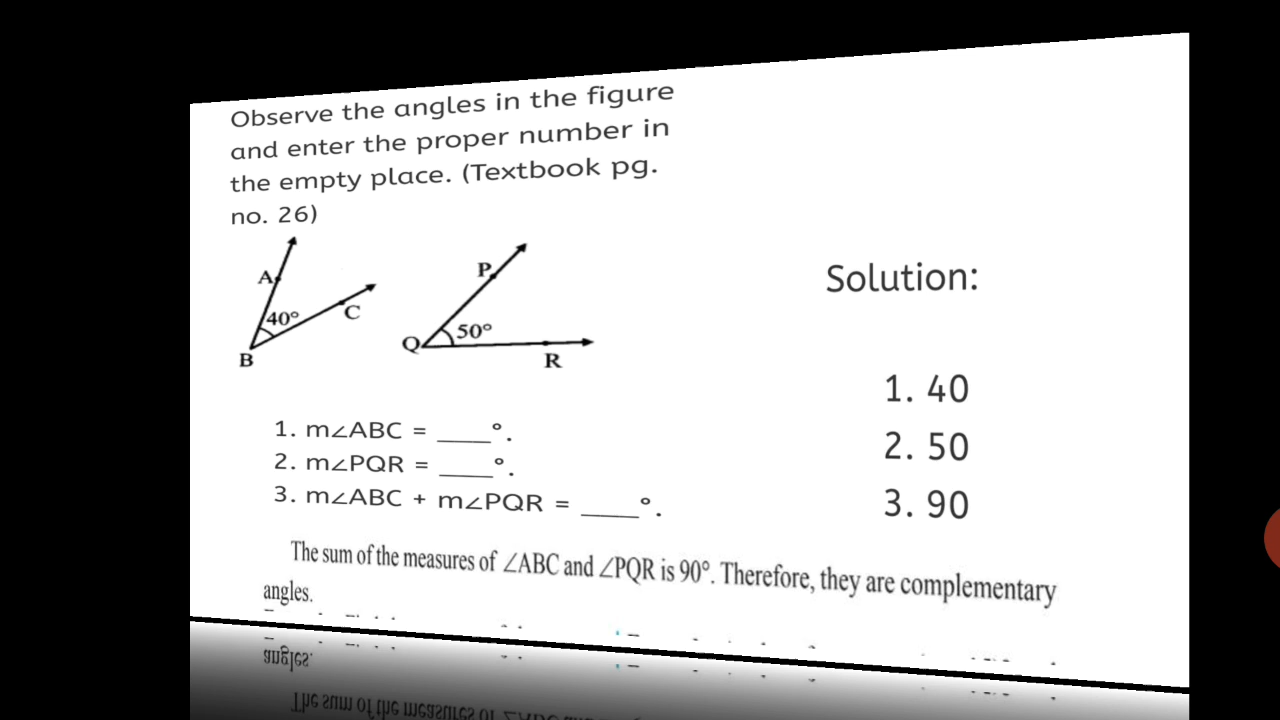 Observe the angles in the figure
and enter the proper number in
the empty place. (Textbook pg.
no. 26)
A
40°
C
B
P
50°
Q
R
Solution:
1. m∠ABC = ____°.
2. m∠PQR = ____°.
3. m∠ABC + m∠PQR = ____°.
1. 40
2. 50
3. 90
The sum of the measures of ∠ABC and ∠PQR is 90°. Therefore, they are complementary
angles.